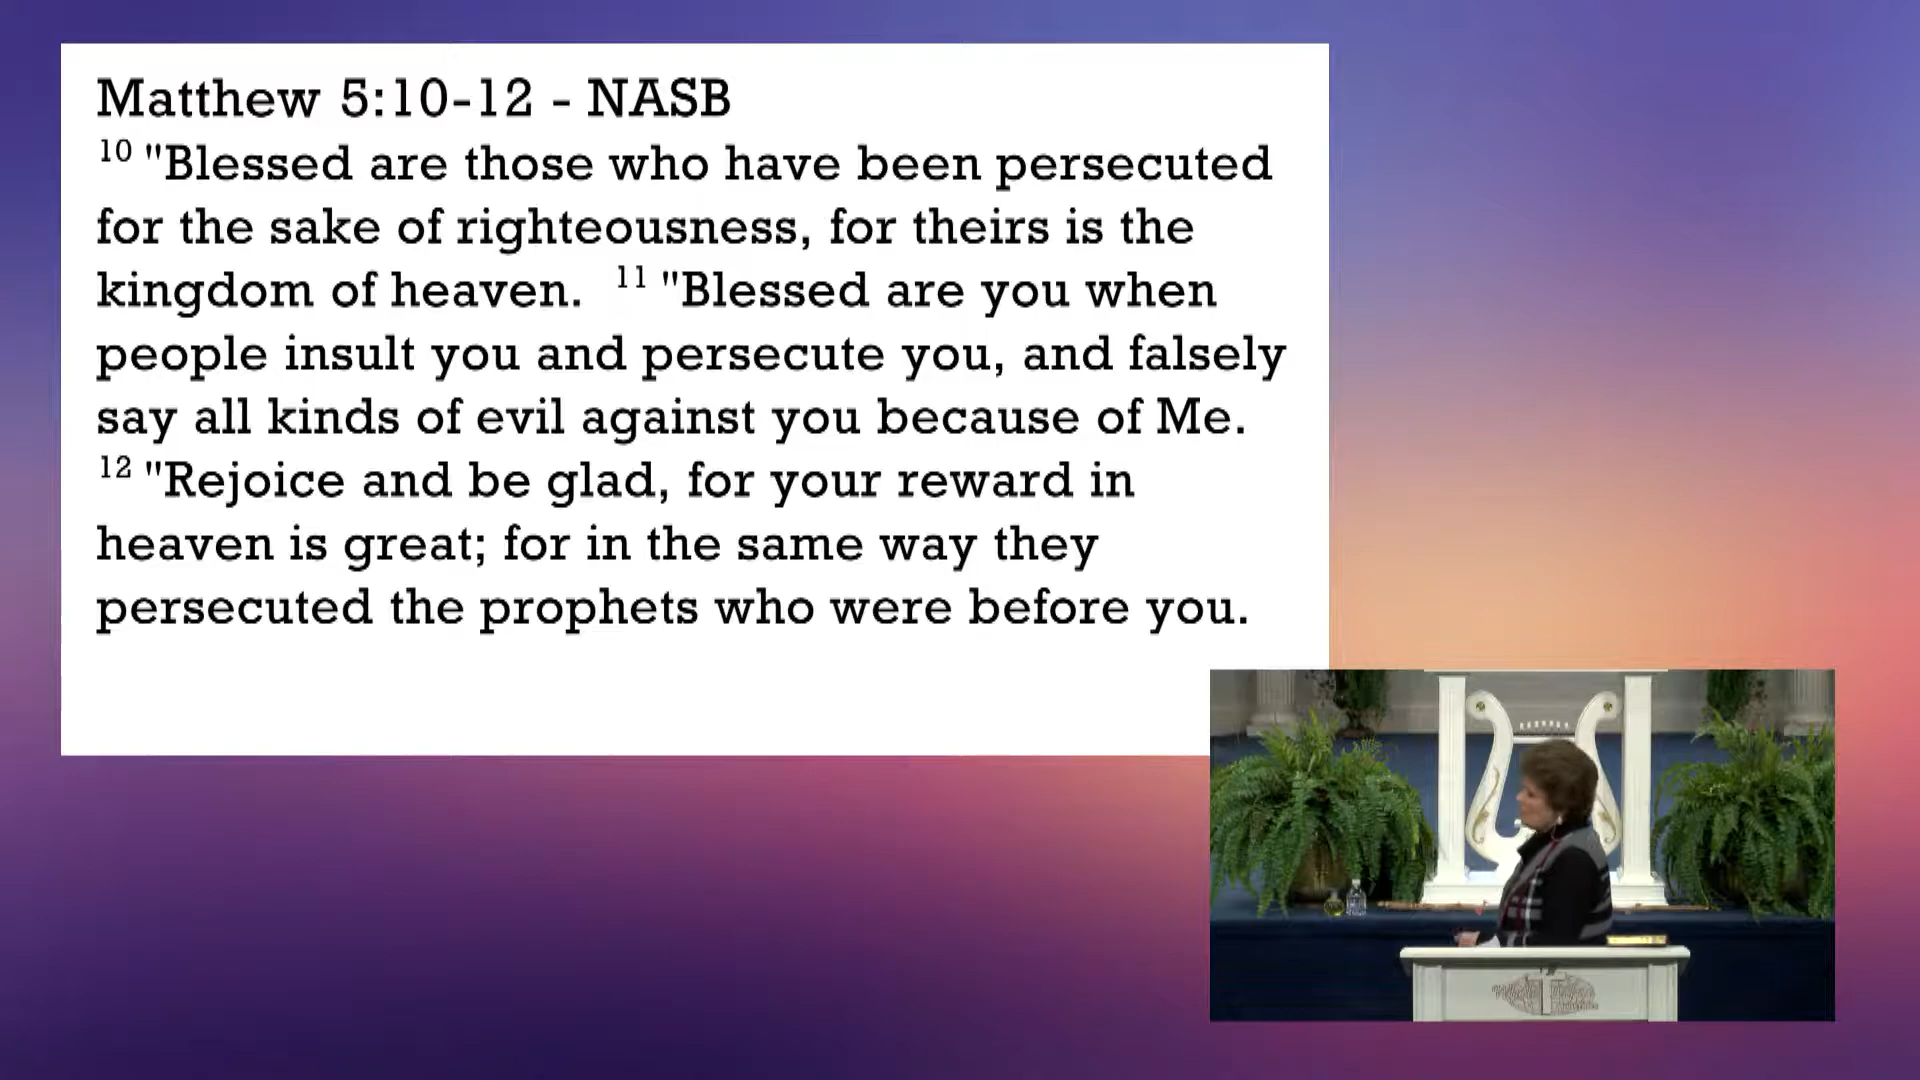 Matthew 5:10-12 - NASB
10 "Blessed are those who have been persecuted
for the sake of righteousness, for theirs is the
kingdom of heaven. 11 "Blessed are you when
people insult you and persecute you, and falsely
say all kinds of evil against you because of Me.
12 "Rejoice and be glad, for your reward in
heaven is great; for in the same way they
persecuted the prophets who were before you.